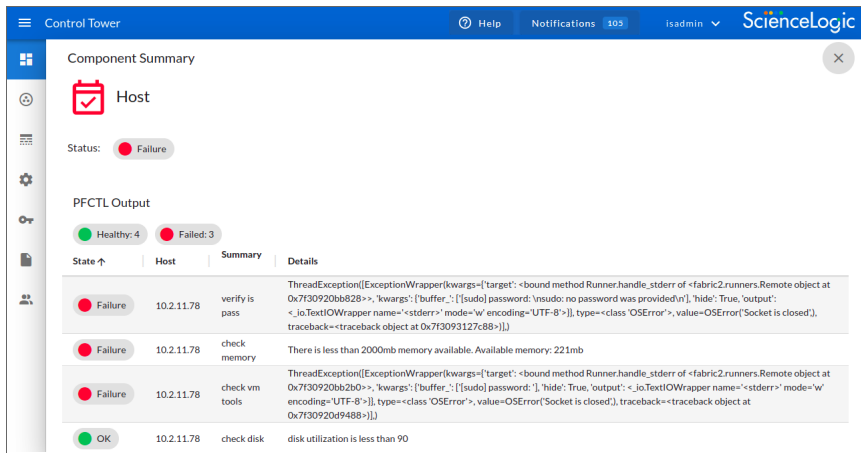 Control Tower
Help
Notifications 105
isadmin
ScienceLogic
Component Summary
Host
Status: Failure
PFCTL Output
Healthy: 4 Failed: 3
State Host Summary Details
Failure 10.2.11.78 verify is pass
ThreadException([ExceptionWrapper(kwargs={'target': <bound method Runner.handle_stderr of <fabric2.runners.Remote object at
0x7f30920bb828>>, 'kwargs': {'buffer_': ['[sudo] password: \nsudo: no password was provided\n'], 'hide': True, 'output':
<_io.TextIOWrapper name='<stderr>' mode='w' encoding='UTF-8'>}}, type=<class 'OSError'>, value=OSError('Socket is closed',),
traceback=<traceback object at 0x7f3093127c88>)],)
Failure 10.2.11.78 check memory
There is less than 2000mb memory available. Available memory: 221mb
Failure 10.2.11.78 check vm tools
ThreadException([ExceptionWrapper(kwargs={'target': <bound method Runner.handle_stderr of <fabric2.runners.Remote object at
0x7f30920bb2b0>>, 'kwargs': {'buffer_': ['[sudo] password: '], 'hide': True, 'output': <_io.TextIOWrapper name='<stderr>' mode='w'
encoding='UTF-8'>}}, type=<class 'OSError'>, value=OSError('Socket is closed',), traceback=<traceback object at
0x7f30920d9488>)],)
OK 10.2.11.78 check disk disk utilization is less than 90